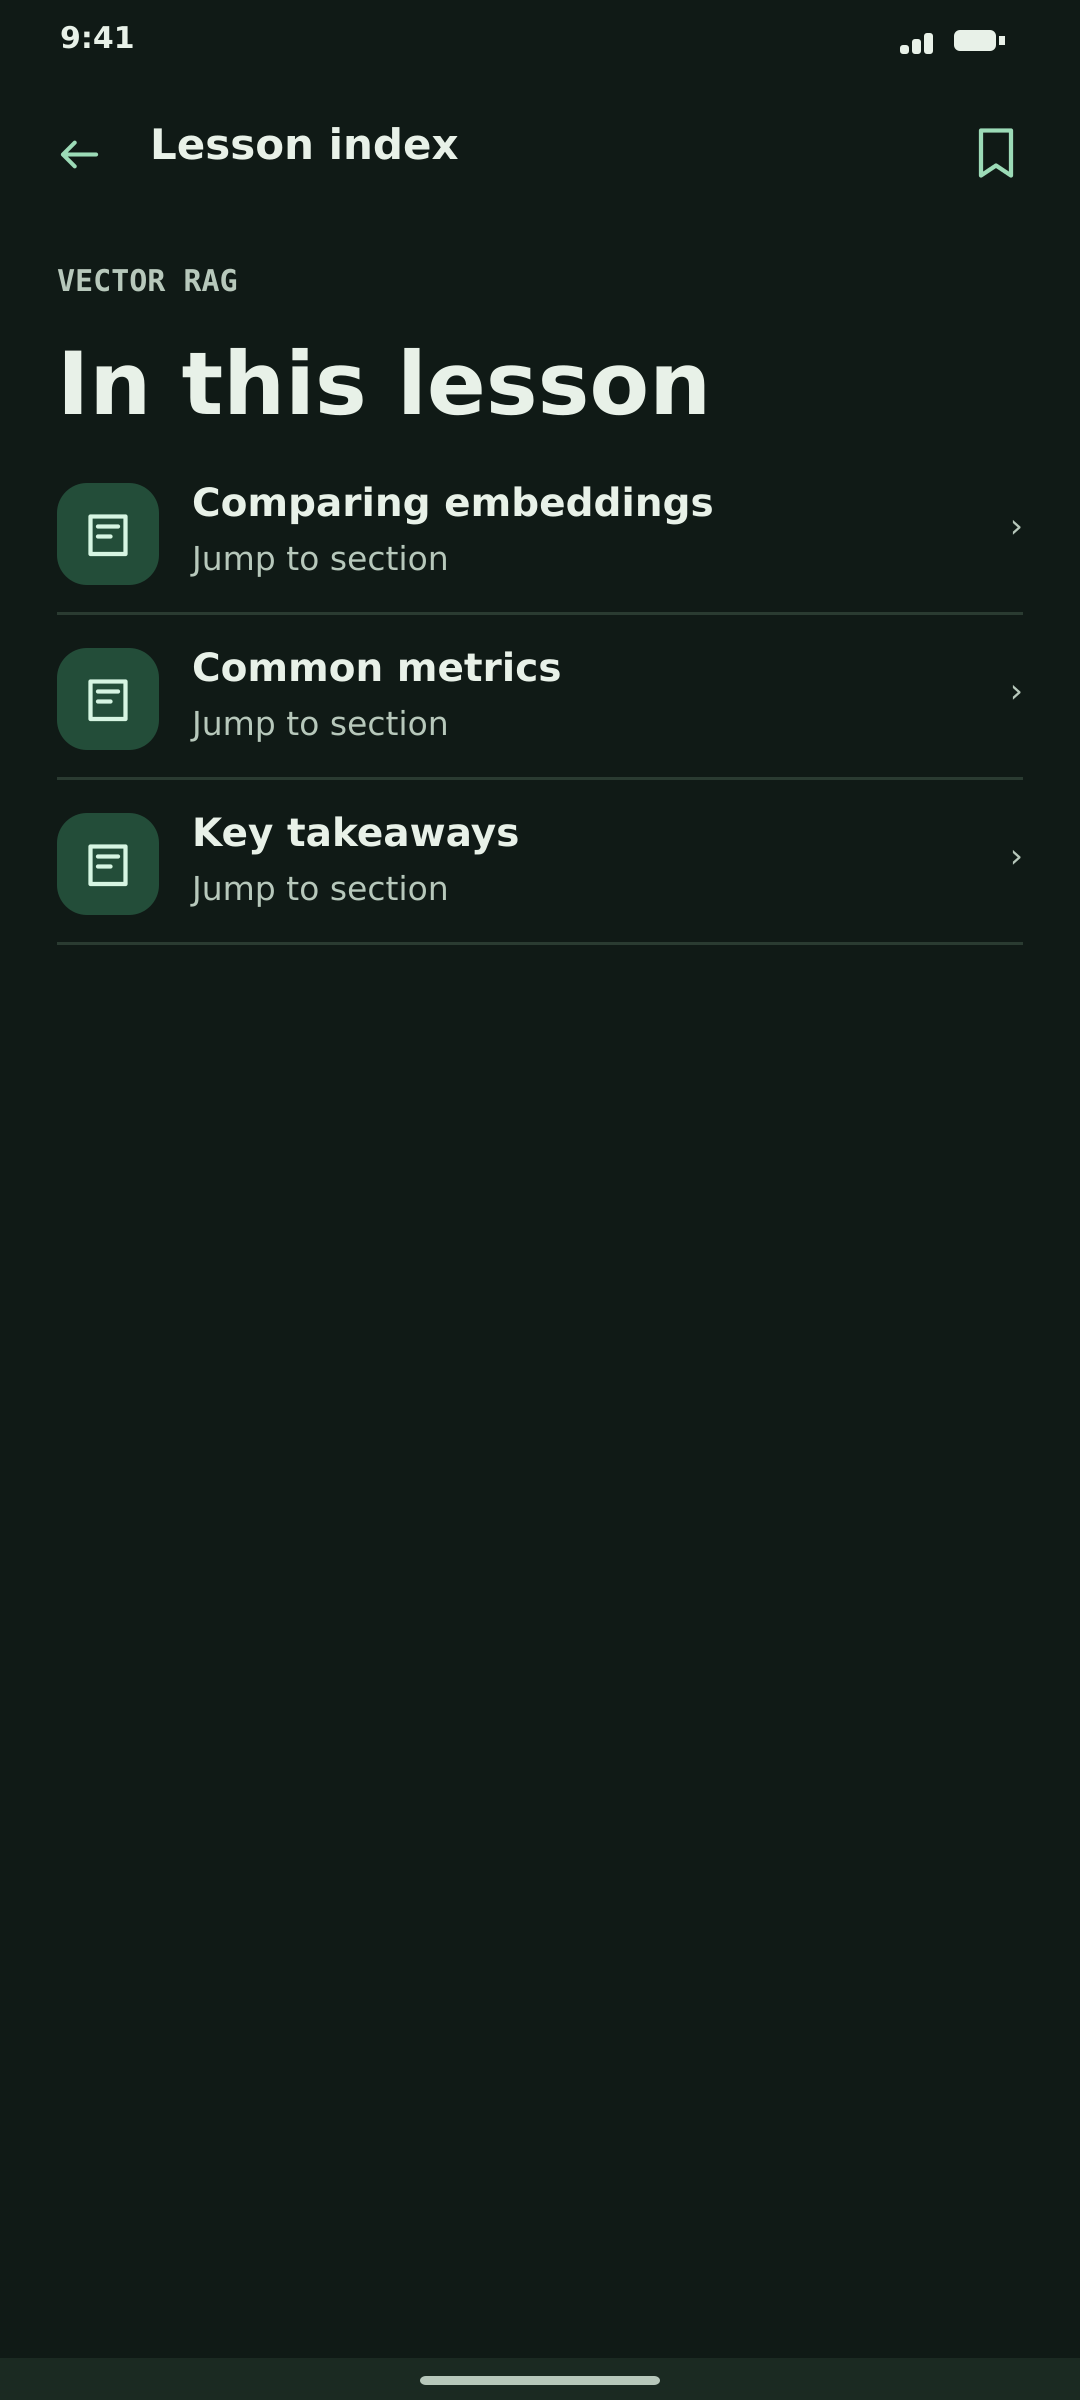 9:41
Lesson index
VECTOR RAG
In this lesson
Comparing embeddings
Jump to section
›
Common metrics
Jump to section
›
Key takeaways
Jump to section
›